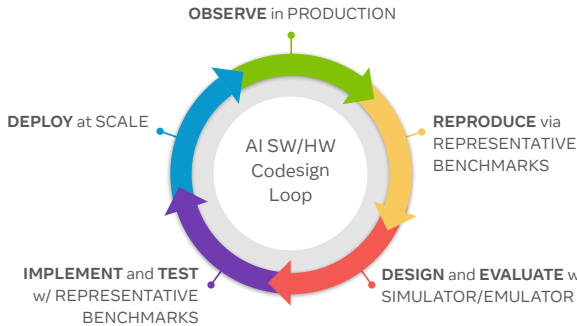 OBSERVE in PRODUCTION
DEPLOY at SCALE
AI SW/HW
Codesign
Loop
REPRODUCE via
REPRESENTATIVE
BENCHMARKS
IMPLEMENT and TEST
w/ REPRESENTATIVE
BENCHMARKS
DESIGN and EVALUATE
SIMULATOR/EMULATOR